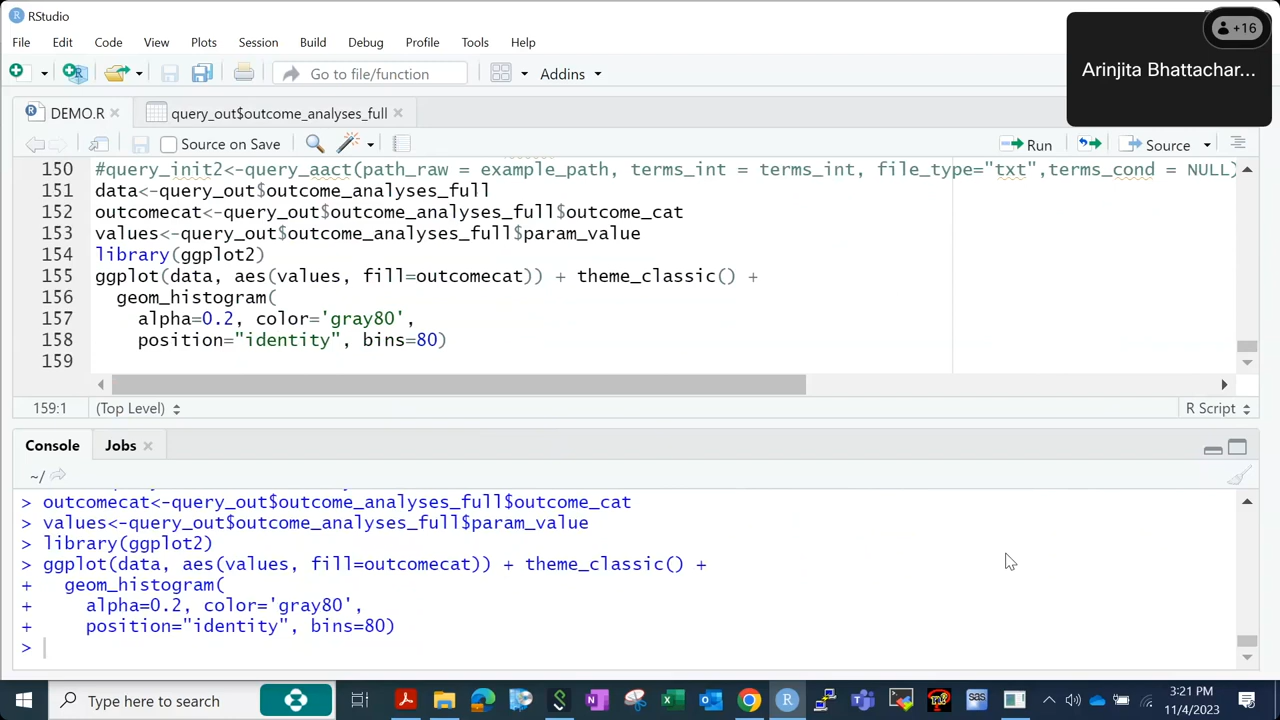 RStudio
File Edit Code View Plots Session Build Debug Profile Tools Help
+16
Arinjita Bhattachar...
Go to file/function
Addins
DEMO.R
query_out$outcome_analyses_full
Source on Save
Run
Source
150 #query_init2<-query_aact(path_raw = example_path, terms_int = terms_int, file_type="txt",terms_cond = NULL)
151 data<-query_out$outcome_analyses_full
152 outcomecat<-query_out$outcome_analyses_full$outcome_cat
153 values<-query_out$outcome_analyses_full$param_value
154 library(ggplot2)
155 ggplot(data, aes(values, fill=outcomecat)) + theme_classic() +
156 geom_histogram(
157 alpha=0.2, color='gray80',
158 position="identity", bins=80)
159
159:1 (Top Level) R Script
Console Jobs
~/
> outcomecat<-query_out$outcome_analyses_full$outcome_cat
> values<-query_out$outcome_analyses_full$param_value
> library(ggplot2)
> ggplot(data, aes(values, fill=outcomecat)) + theme_classic() +
+ geom_histogram(
+ alpha=0.2, color='gray80',
+ position="identity", bins=80)
>
Type here to search
3:21 PM
11/4/2023